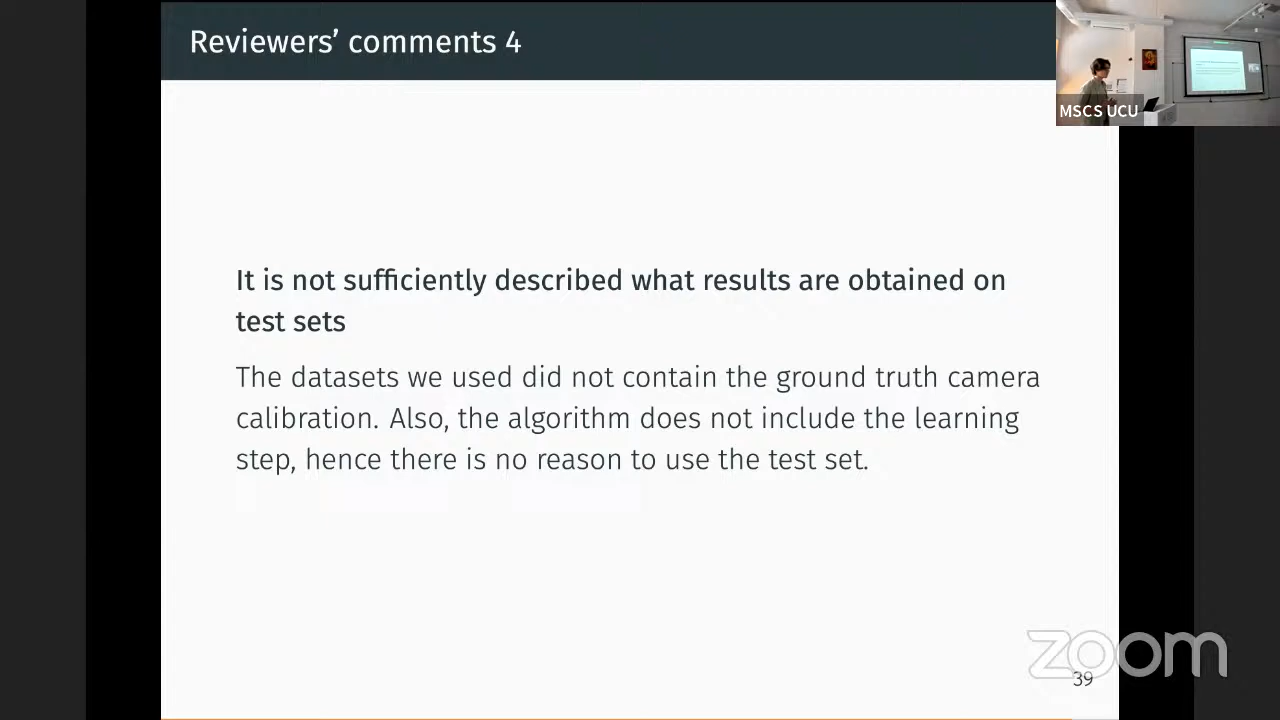 Reviewers’ comments 4
MSCS UCU
It is not sufficiently described what results are obtained on
test sets
The datasets we used did not contain the ground truth camera
calibration. Also, the algorithm does not include the learning
step, hence there is no reason to use the test set.
zoom
39